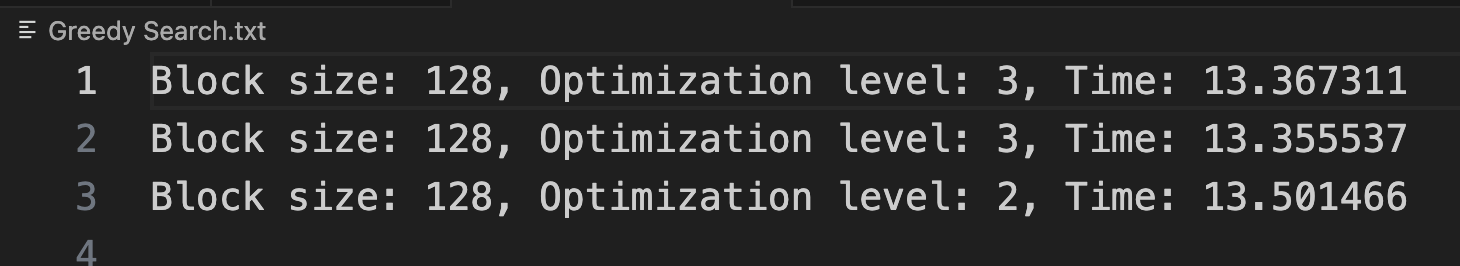 Greedy Search.txt
1 Block size: 128, Optimization level: 3, Time: 13.367311
2 Block size: 128, Optimization level: 3, Time: 13.355537
3 Block size: 128, Optimization level: 2, Time: 13.501466
4